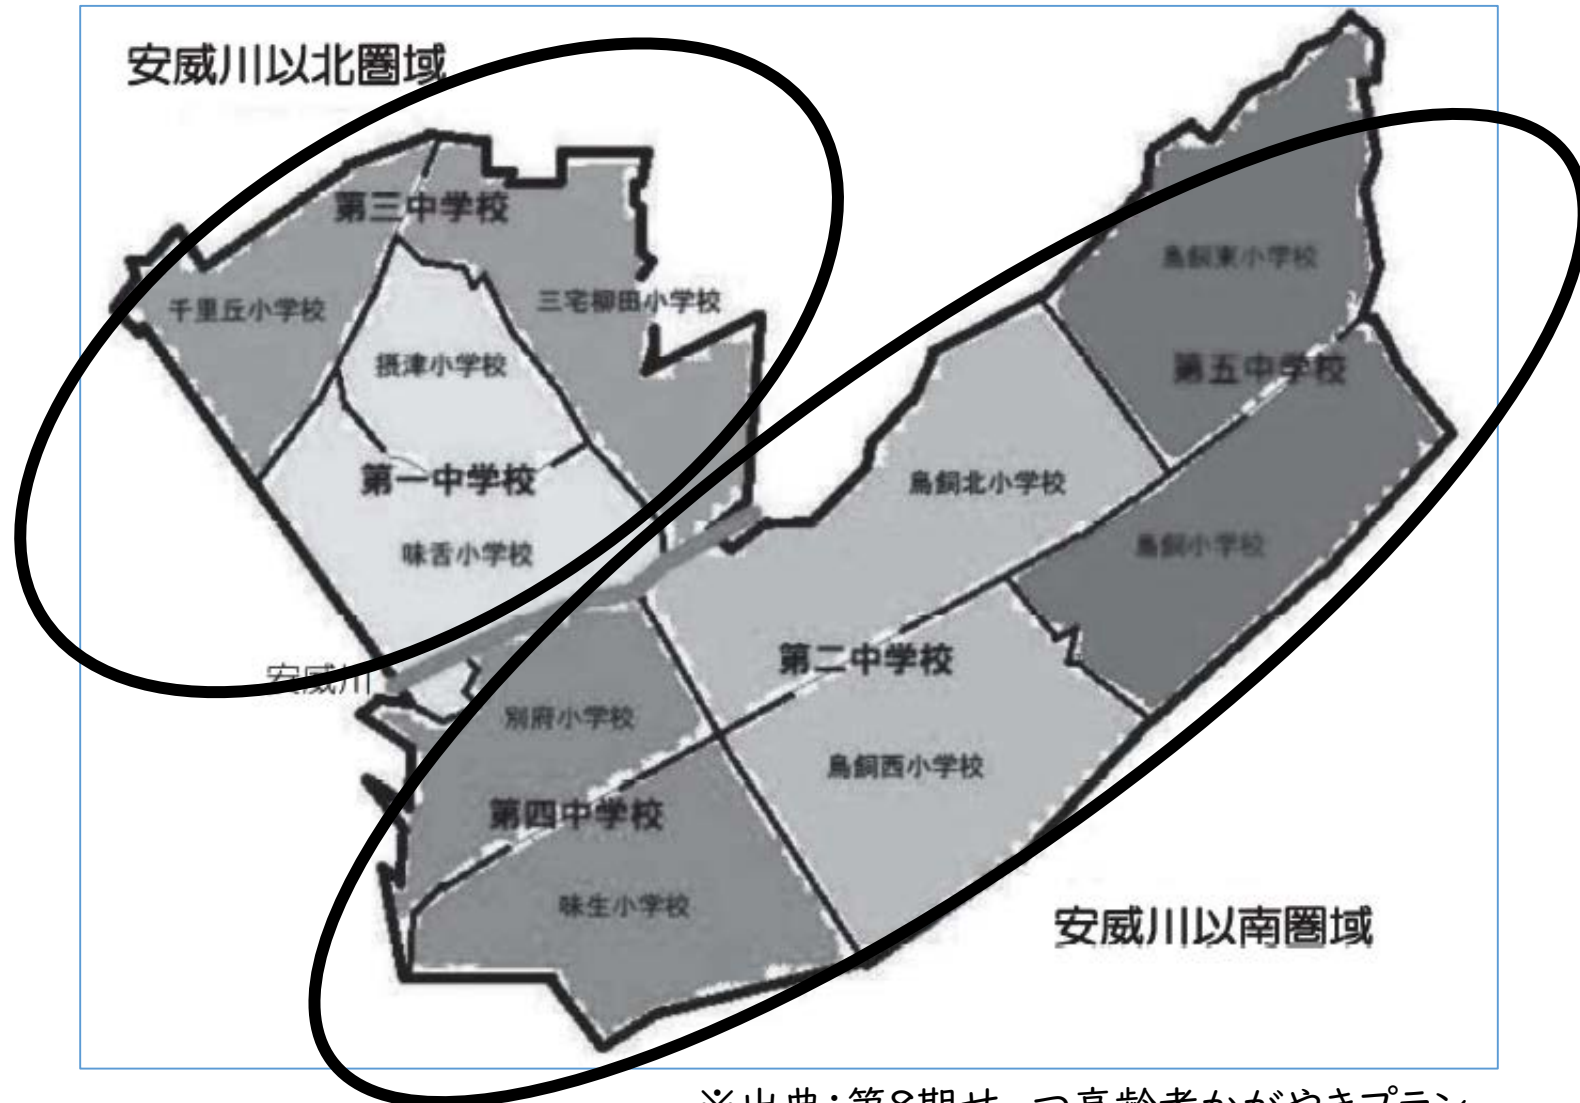 安威川以北圏域
第三中学校
千里丘小学校
三宅柳田小学校
摂津小学校
第一中学校
味舌小学校
安威川
鳥飼東小学校
第五中学校
鳥飼北小学校
鳥飼小学校
第二中学校
別府小学校
鳥飼西小学校
第四中学校
味生小学校
安威川以南圏域
※出典：第8期せっつ高齢者かがやきプラン